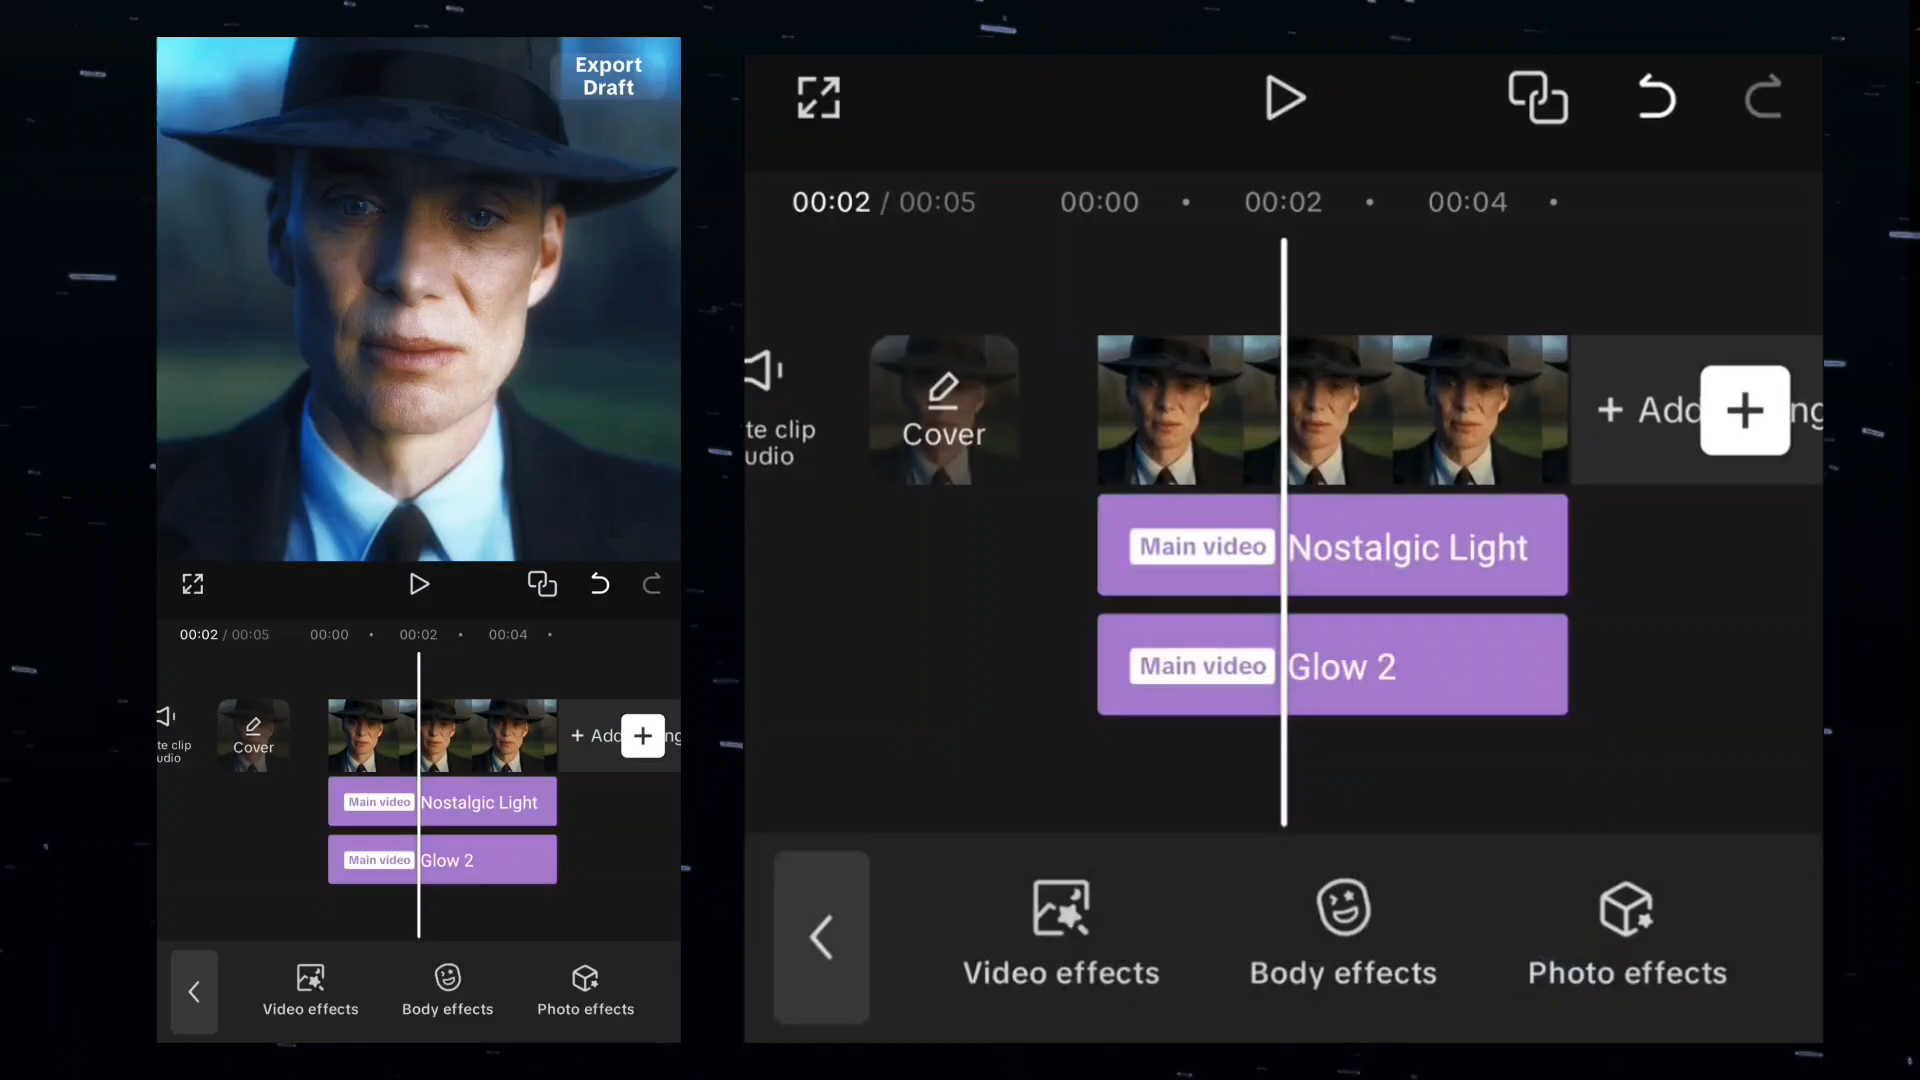 Export
Draft
00:02 / 00:05 00:00 00:02 00:04
te clip
udio
Cover
+ Add ng
Main video Nostalgic Light
Main video Glow 2
Video effects Body effects Photo effects
00:02 / 00:05 00:00 00:02 00:04
te clip
udio
Cover
+ Add ng
Main video Nostalgic Light
Main video Glow 2
Video effects Body effects Photo effects